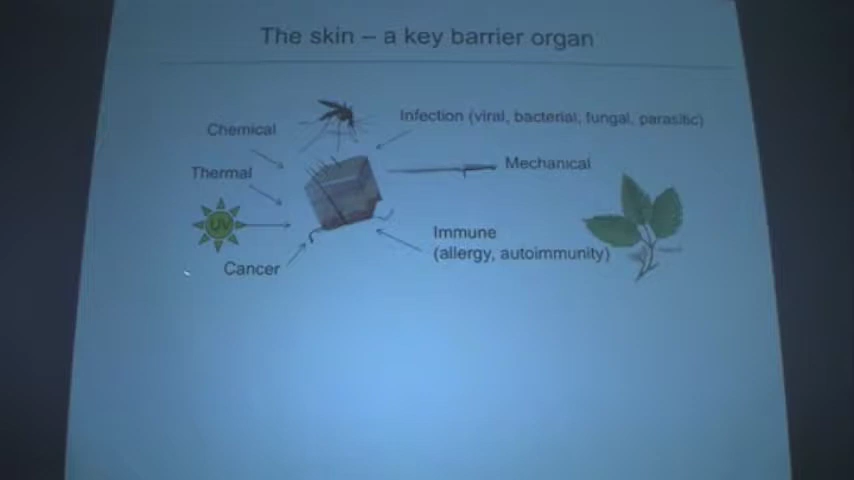 The skin – a key barrier organ
Infection (viral, bacterial, fungal, parasitic)
Chemical
Mechanical
Thermal
UV
Immune
(allergy, autoimmunity)
Cancer